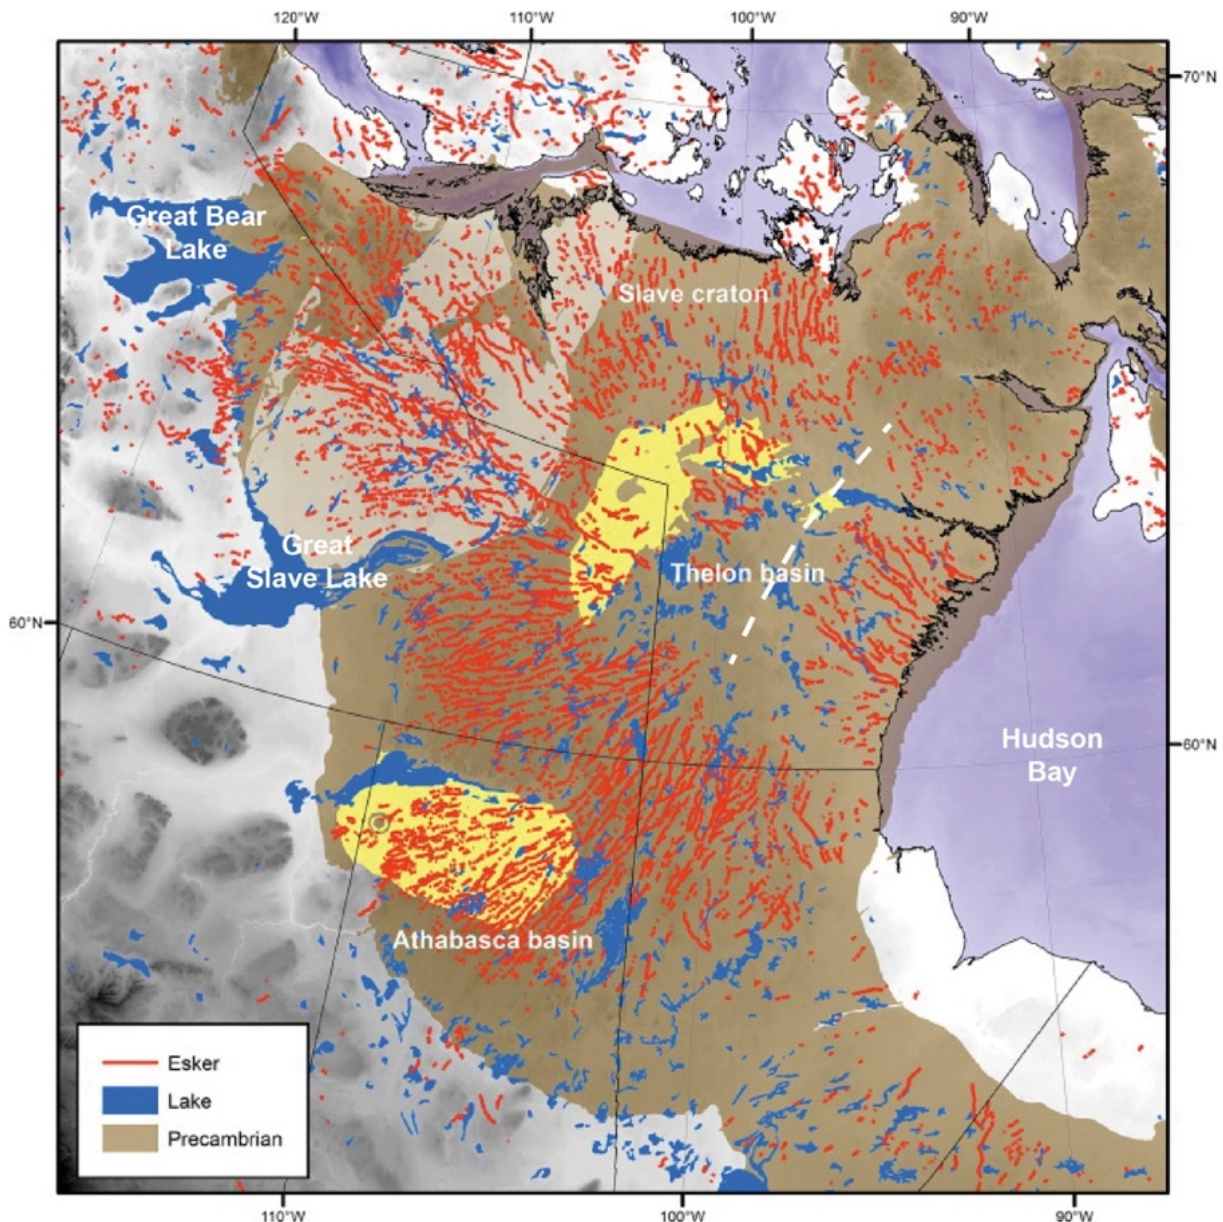 120°W 110°W 100°W 90°W
70°N
Great Bear
Lake
Slave craton
Great
Slave Lake
Thelon basin
60°N
60°N
Hudson
Bay
Athabasca basin
Esker
Lake
Precambrian
110°W 100°W 90°W